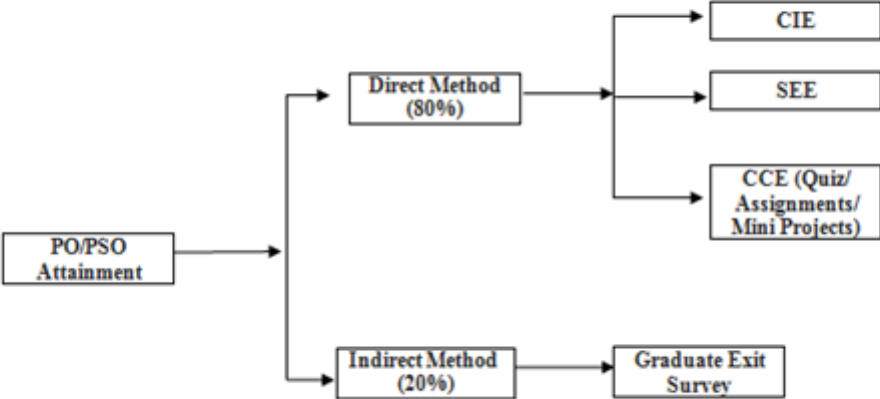 CIE
Direct Method
(80%)
SEE
CCE (Quiz/
Assignments/
Mini Projects)
PO/PSO
Attainment
Indirect Method
(20%)
Graduate Exit
Survey